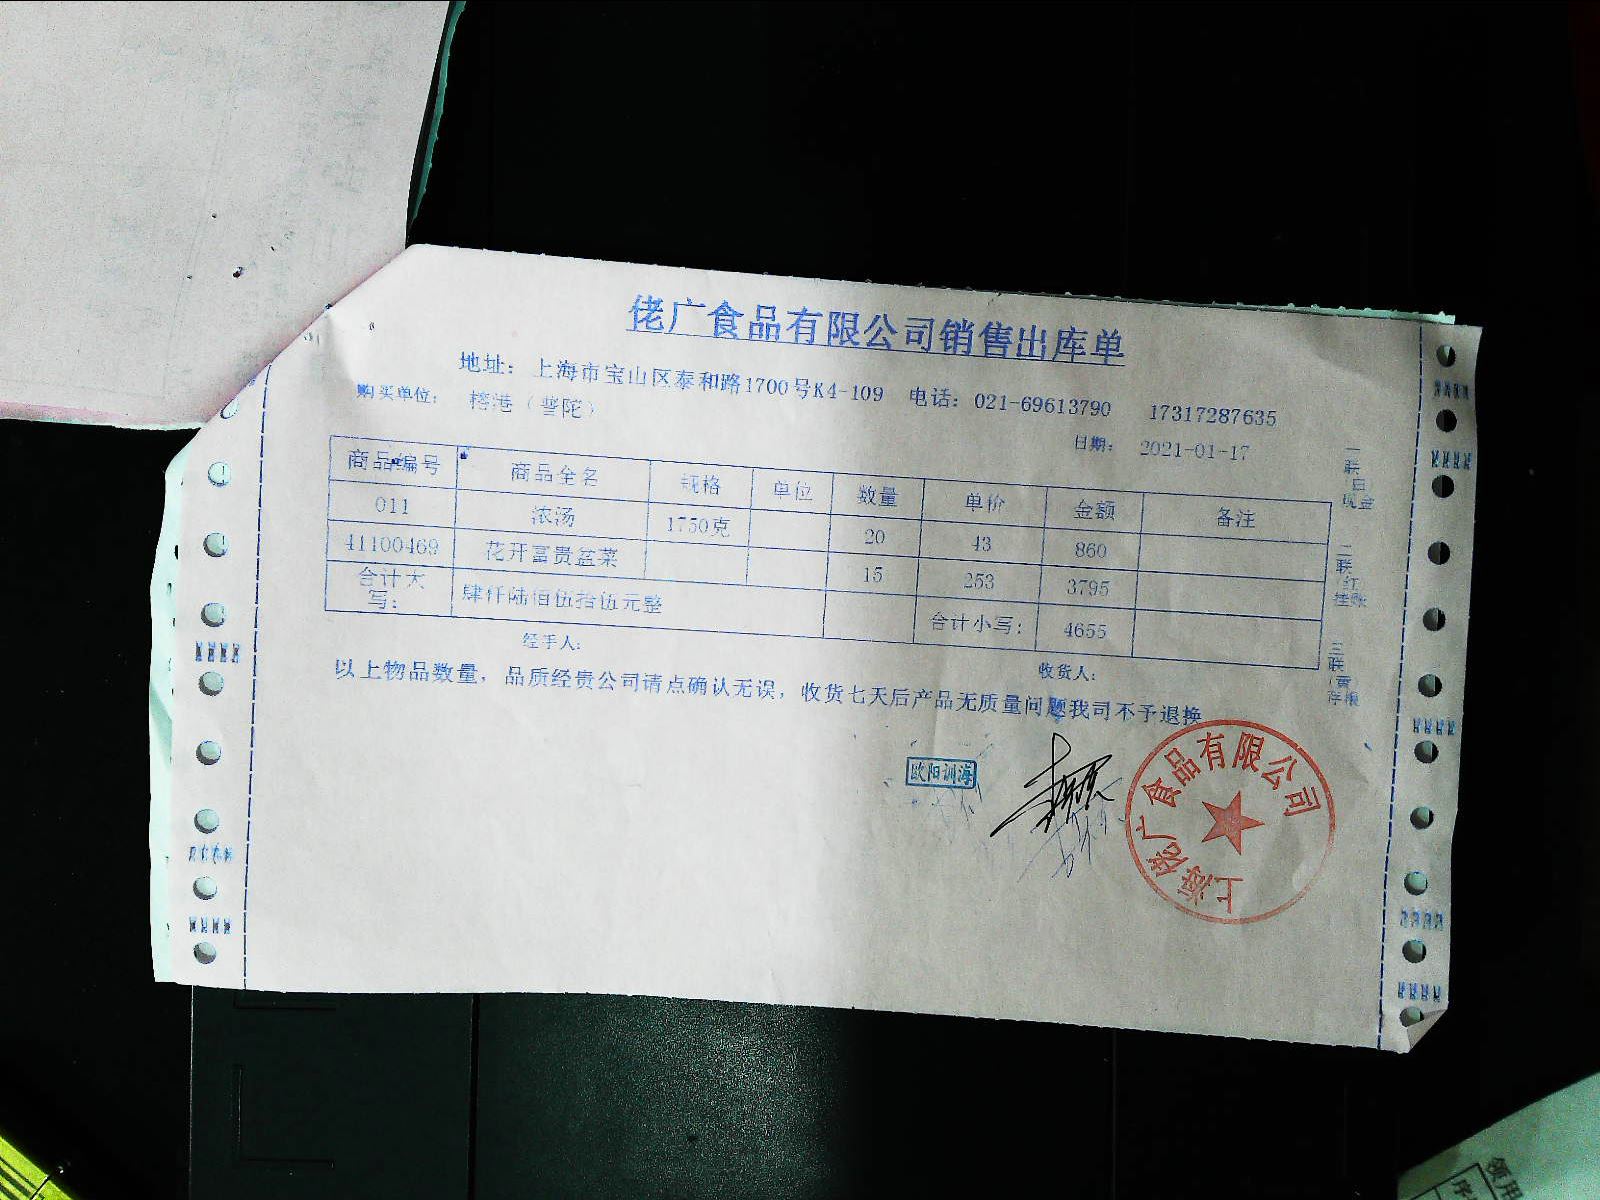 佬广食品有限公司销售出库单
地址：上海市宝山区泰和路1700号K4-109 电话：021-69613790 17317287635
购买单位：榕港（普陀）
日期：2021-01-17
商品编号 商品全名 规格 单位 数量 单价 金额 备注
011 浓汤 1750克 20 43 860
41100469 花开富贵盆菜 15 253 3795
合计大写：肆仟陆佰伍拾伍元整 合计小写：4655
经手人： 收货人：
以上物品数量，品质经贵公司请点确认无误，收货七天后产品无质量问题我司不予退换
一联白现金
二联红挂账
三联黄存根
欧阳训海
上海佬广食品有限公司
领用